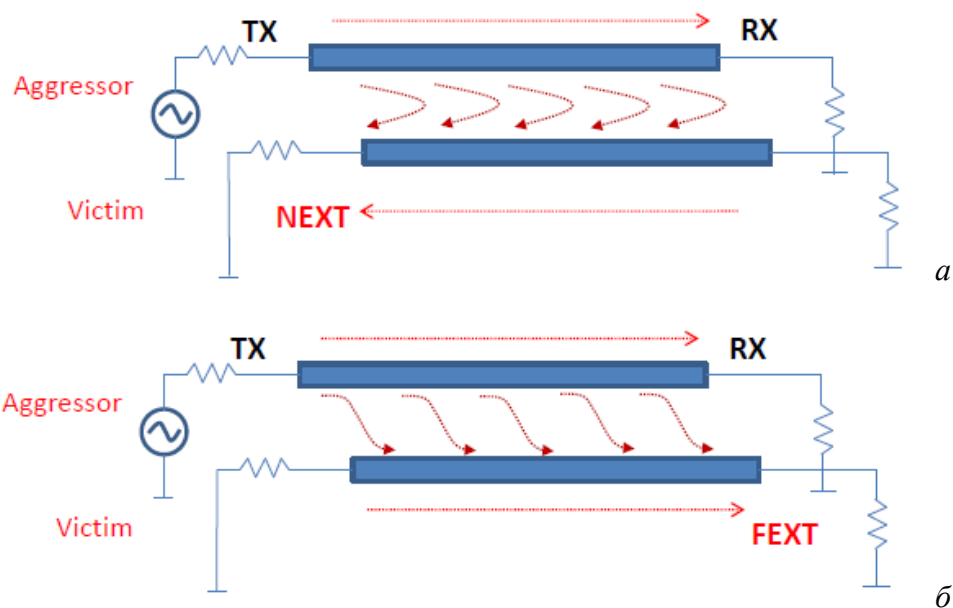 TX RX
Aggressor
Victim
NEXT
а
TX RX
Aggressor
Victim
FEXT
б